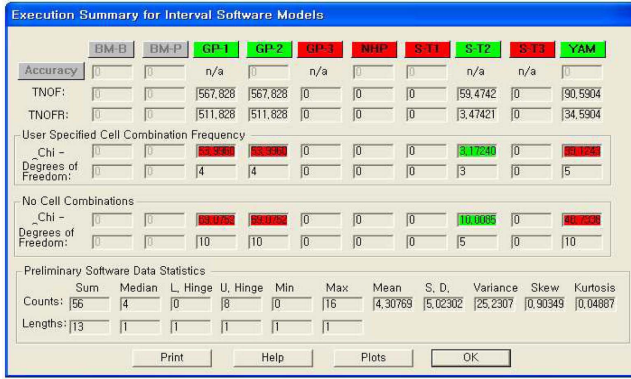 Execution Summary for Interval Software Models
BM-B BM-P GP-1 GP-2 GP-3 NHP S-T1 S-T2 S-T3 YAM
Accuracy 0 0 n/a 0 n/a 0 0 n/a n/a 0
TNOF: 0 0 567,828 567,828 0 0 0 59,4742 0 90,5904
TNOFR: 0 0 511,828 511,828 0 0 0 3,47421 0 34,5904
User Specified Cell Combination Frequency
Chi - 0 0 0 0 0 3,17240 0
Degrees of
Freedom: 0 0 4 4 0 0 0 3 0 5
No Cell Combinations
Chi - 0 0 0 0 0 10,0085 0
Degrees of
Freedom: 0 0 10 10 0 0 0 5 0 10
Preliminary Software Data Statistics
Sum Median L, Hinge U, Hinge Min Max Mean S, D, Variance Skew Kurtosis
Counts: 56 4 0 8 0 16 4,30769 5,02302 25,2307 0,90349 0,04887
Lengths: 13 1 1 1 1 1
Print Help Plots OK